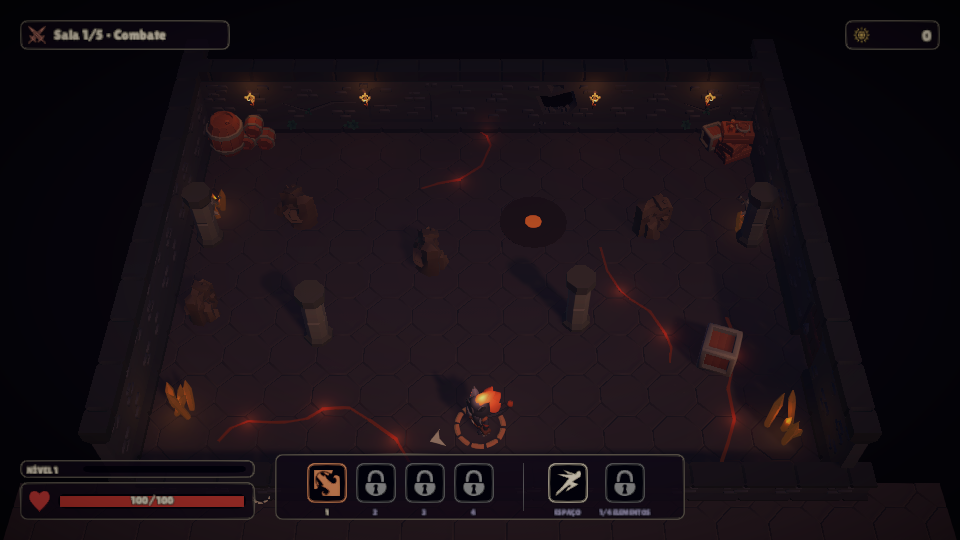 Sala 1/5 - Combate
0
NÍVEL 1
100/100
1
2
3
4
ESPAÇO
1/4 ELEMENTOS